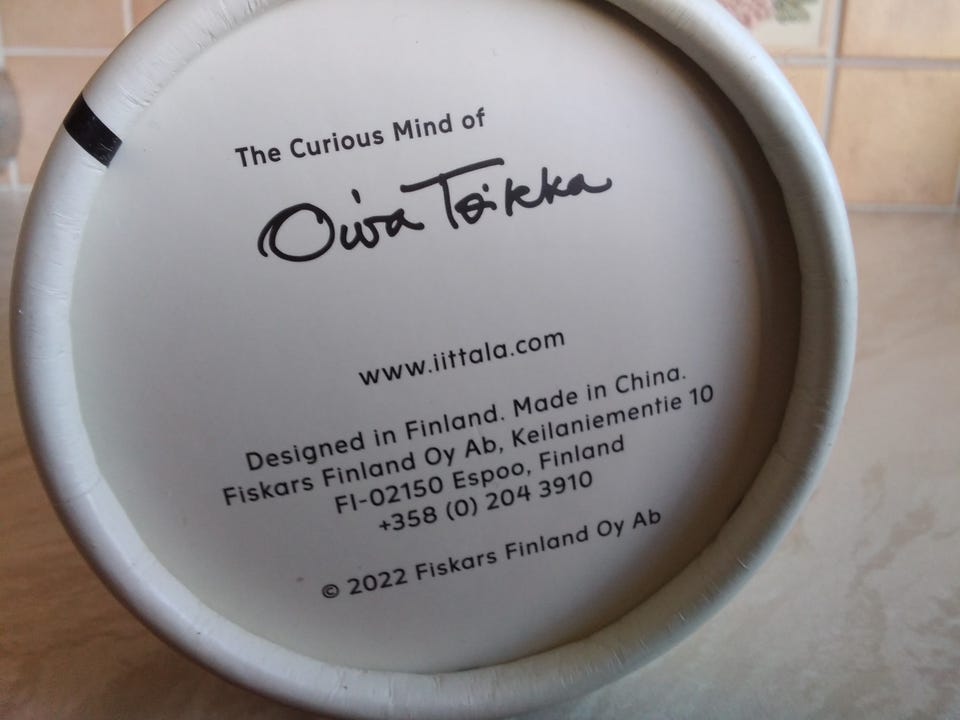 The Curious Mind of
Oiva Toikka
www.iittala.com
Designed in Finland. Made in China.
Fiskars Finland Oy Ab, Keilaniementie 10
FI-02150 Espoo, Finland
+358 (0) 204 3910
© 2022 Fiskars Finland Oy Ab